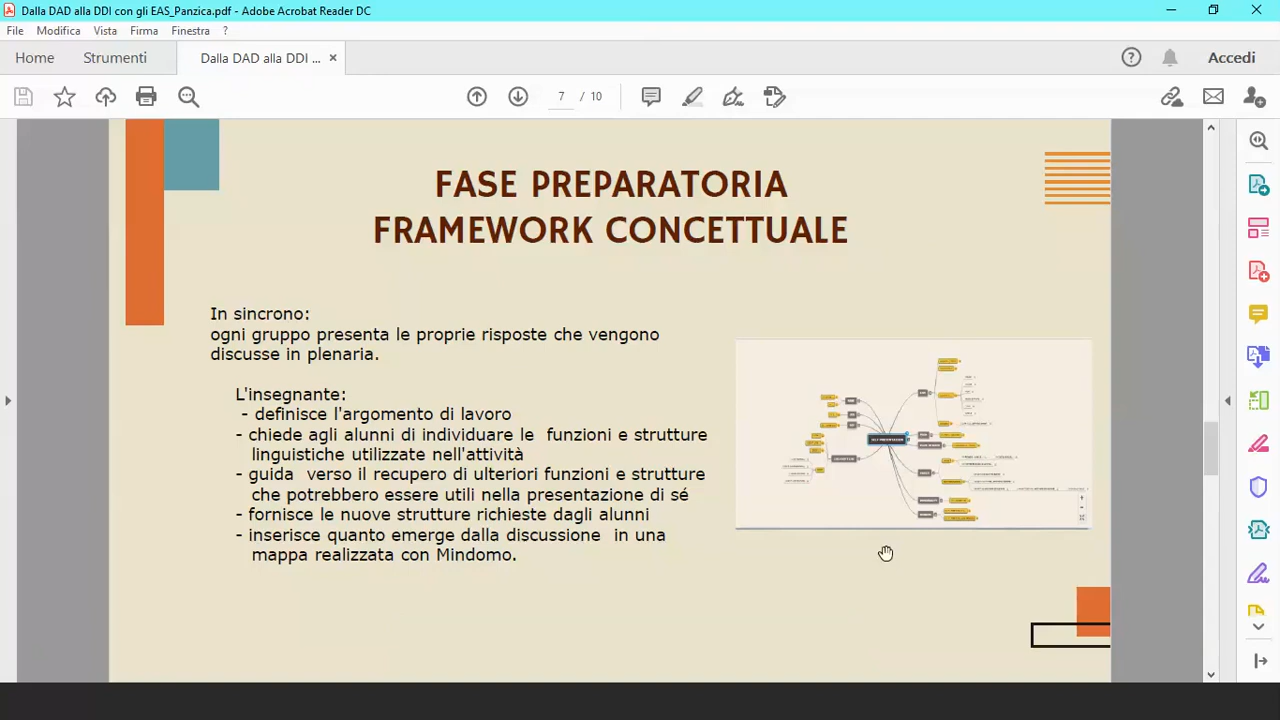 Dalla DAD alla DDI con gli EAS_Panzica.pdf - Adobe Acrobat Reader DC
File Modifica Vista Firma Finestra ?
Home Strumenti Dalla DAD alla DDI ... × Accedi
7 / 10
FASE PREPARATORIA
FRAMEWORK CONCETTUALE
In sincrono:
ogni gruppo presenta le proprie risposte che vengono
discusse in plenaria.
L'insegnante:
- definisce l'argomento di lavoro
- chiede agli alunni di individuare le funzioni e strutture
linguistiche utilizzate nell'attività
- guida verso il recupero di ulteriori funzioni e strutture
che potrebbero essere utili nella presentazione di sé
- fornisce le nuove strutture richieste dagli alunni
- inserisce quanto emerge dalla discussione in una
mappa realizzata con Mindomo.